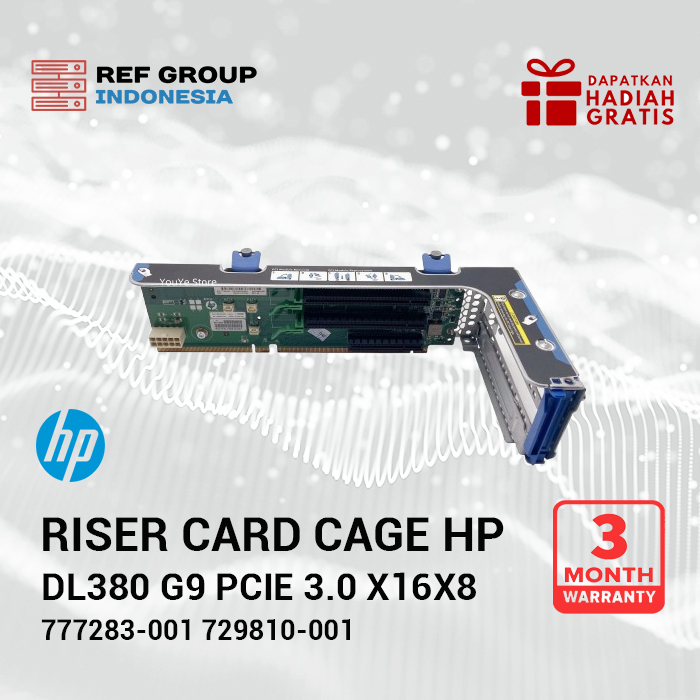 REF GROUP
INDONESIA
DAPATKAN
HADIAH
GRATIS
YouYe Store
hp
RISER CARD CAGE HP
DL380 G9 PCIE 3.0 X16X8
777283-001 729810-001
3
MONTH
WARRANTY